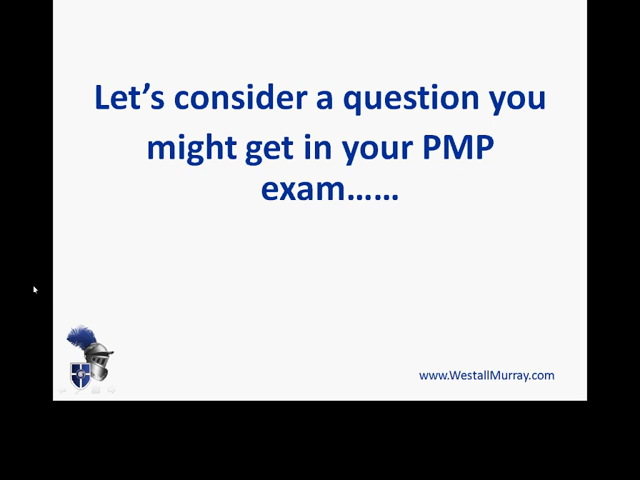 Let’s consider a question you
might get in your PMP
exam……
www.WestallMurray.com